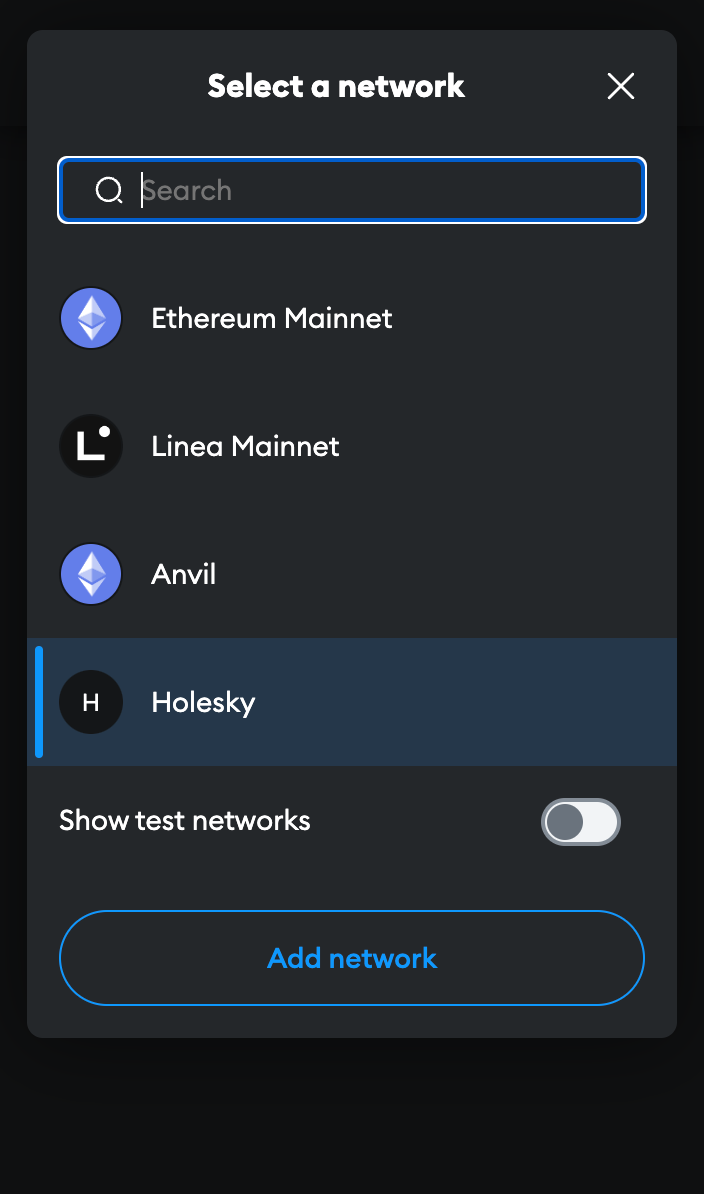 Select a network
Search
Ethereum Mainnet
L
Linea Mainnet
Anvil
H
Holesky
Show test networks
Add network